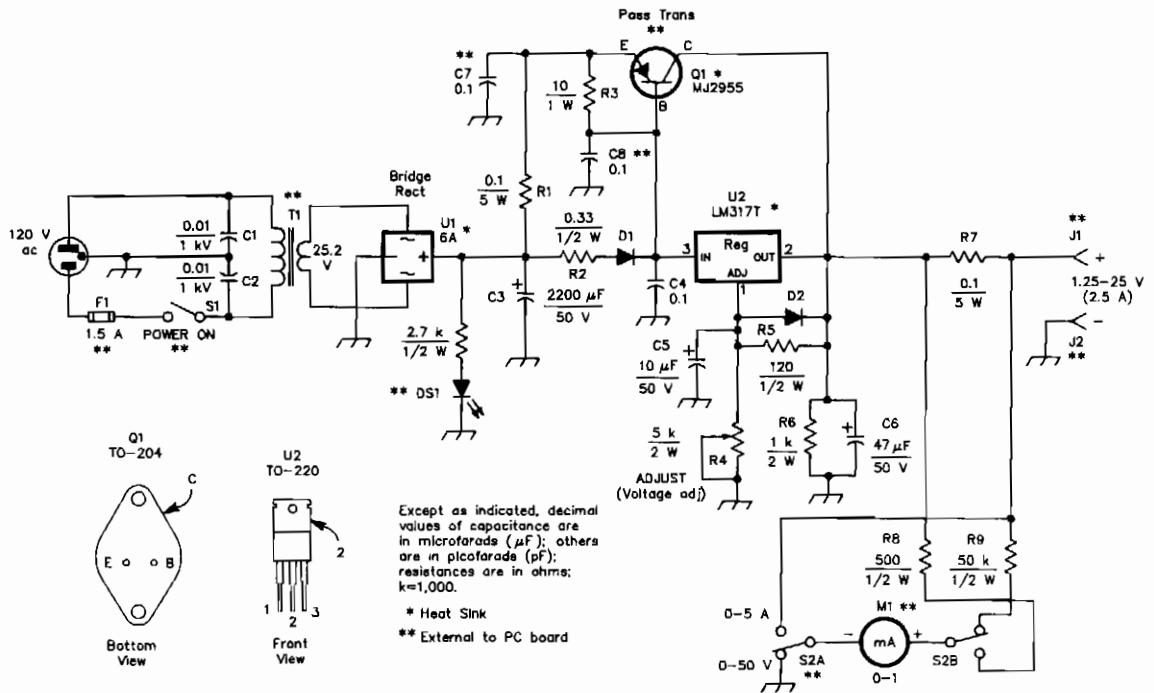 Pass Trans
**
E
C
**
C7
0.1
10
1 W
R3
Q1 *
MJ2955
B
C8 **
0.1
0.1
5 W
R1
Bridge
Rect
U1 *
6A
U2
LM317T *
120 V
ac
0.01
1 kV
C1
0.01
1 kV
C2
**
T1
25.2
V
~
~
-
+
0.33
1/2 W
R2
D1
3
IN
Reg
OUT
ADJ
2
1
R7
0.1
5 W
**
J1
+
1.25-25 V
(2.5 A)
-
J2
**
F1
1.5 A
**
S1
POWER ON
**
C3
+
2200 µF
50 V
C4
0.1
D2
R5
120
1/2 W
2.7 k
1/2 W
** DS1
C5
+
10 µF
50 V
5 k
2 W
R4
ADJUST
(Voltage adj)
R6
1 k
2 W
+
C6
47 µF
50 V
Q1
TO-204
C
E
B
Bottom
View
U2
TO-220
2
1
2
3
Front
View
Except as indicated, decimal
values of capacitance are
in microfarads (µF); others
are in picofarads (pF);
resistances are in ohms;
k=1,000.
* Heat Sink
** External to PC board
R8
500
1/2 W
R9
50 k
1/2 W
0-5 A
0-50 V
S2A
**
M1 **
-
mA
+
0-1
S2B